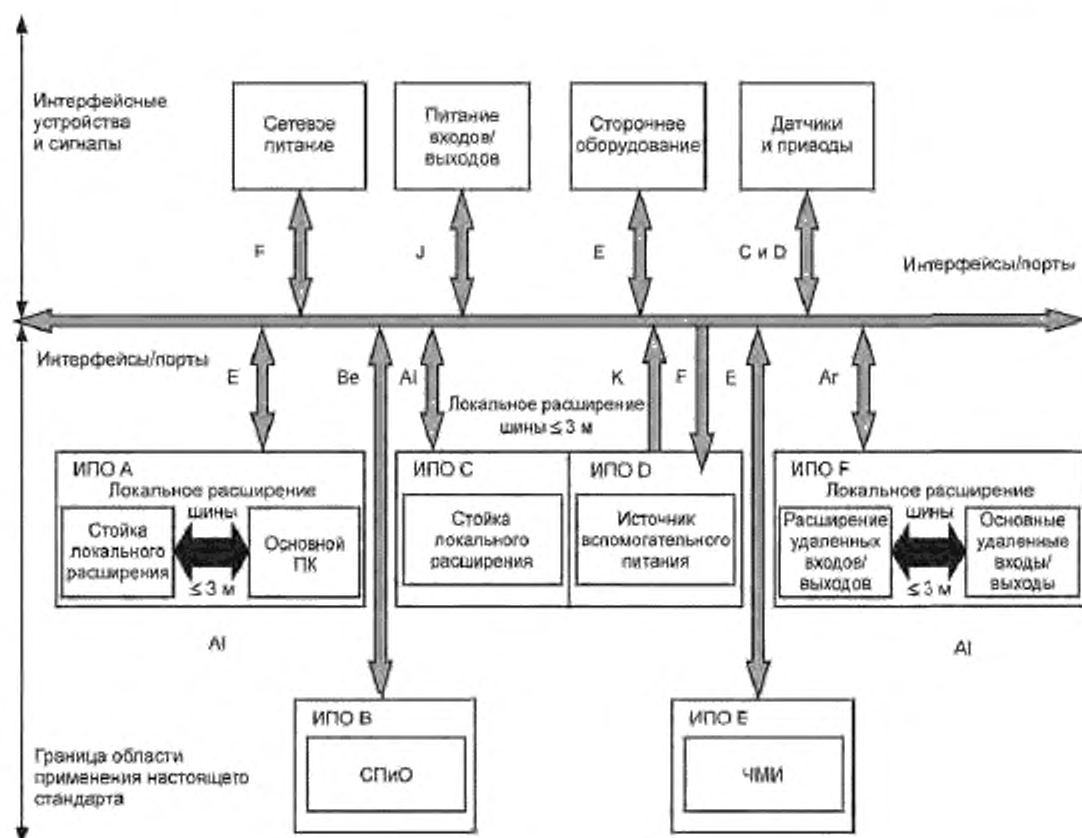 Интерфейсные
устройства
и сигналы
Сетевое
питание
Питание
входов/
выходов
Стороннее
оборудование
Датчики
и приводы
F
J
E
C и D
Интерфейсы/порты
Интерфейсы/порты
E
Be
Al
K
F
E
Ar
Локальное расширение
шины ≤ 3 м
ИПО A
Локальное расширение
шины
Стойка
локального
расширения
Основной
ПК
≤ 3 м
Al
ИПО C
Стойка
локального
расширения
ИПО D
Источник
вспомогательного
питания
ИПО F
Локальное расширение
шины
Расширение
удаленных
входов/
выходов
Основные
удаленные
входы/
выходы
≤ 3 м
Al
ИПО B
СПиО
ИПО E
ЧМИ
Граница области
применения настоящего
стандарта